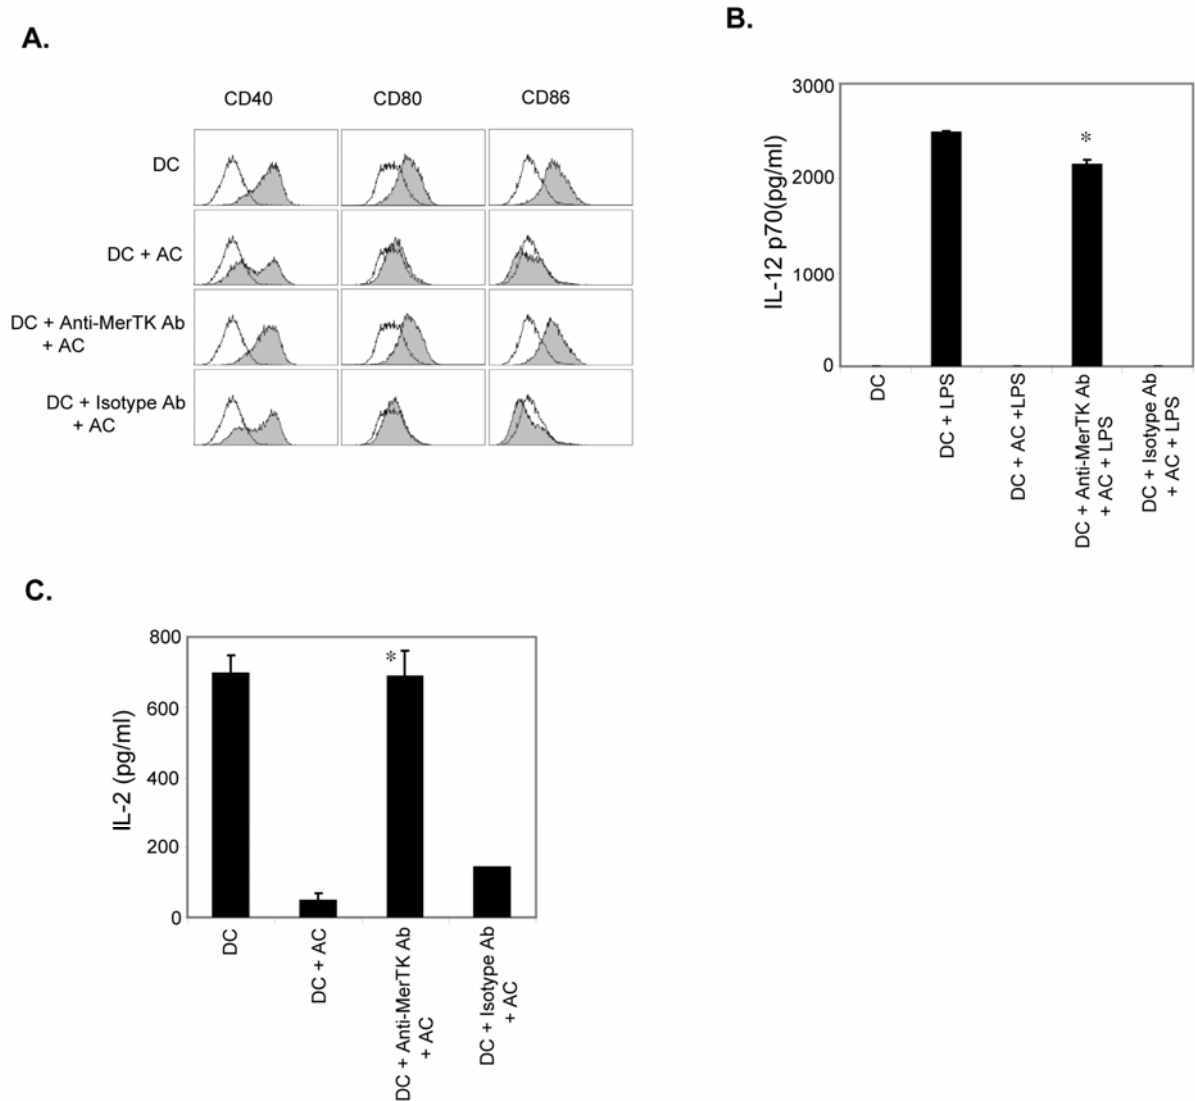 A.
CD40 CD80 CD86
DC
DC + AC
DC + Anti-MerTK Ab
+ AC
DC + Isotype Ab
+ AC
B.
IL-12 p70(pg/ml)
3000
2000
1000
0
*
DC
DC + LPS
DC + AC +LPS
DC + Anti-MerTK Ab
+ AC + LPS
DC + Isotype Ab
+ AC + LPS
C.
IL-2 (pg/ml)
800
600
400
200
0
*
DC
DC + AC
DC + Anti-MerTK Ab
+ AC
DC + Isotype Ab
+ AC